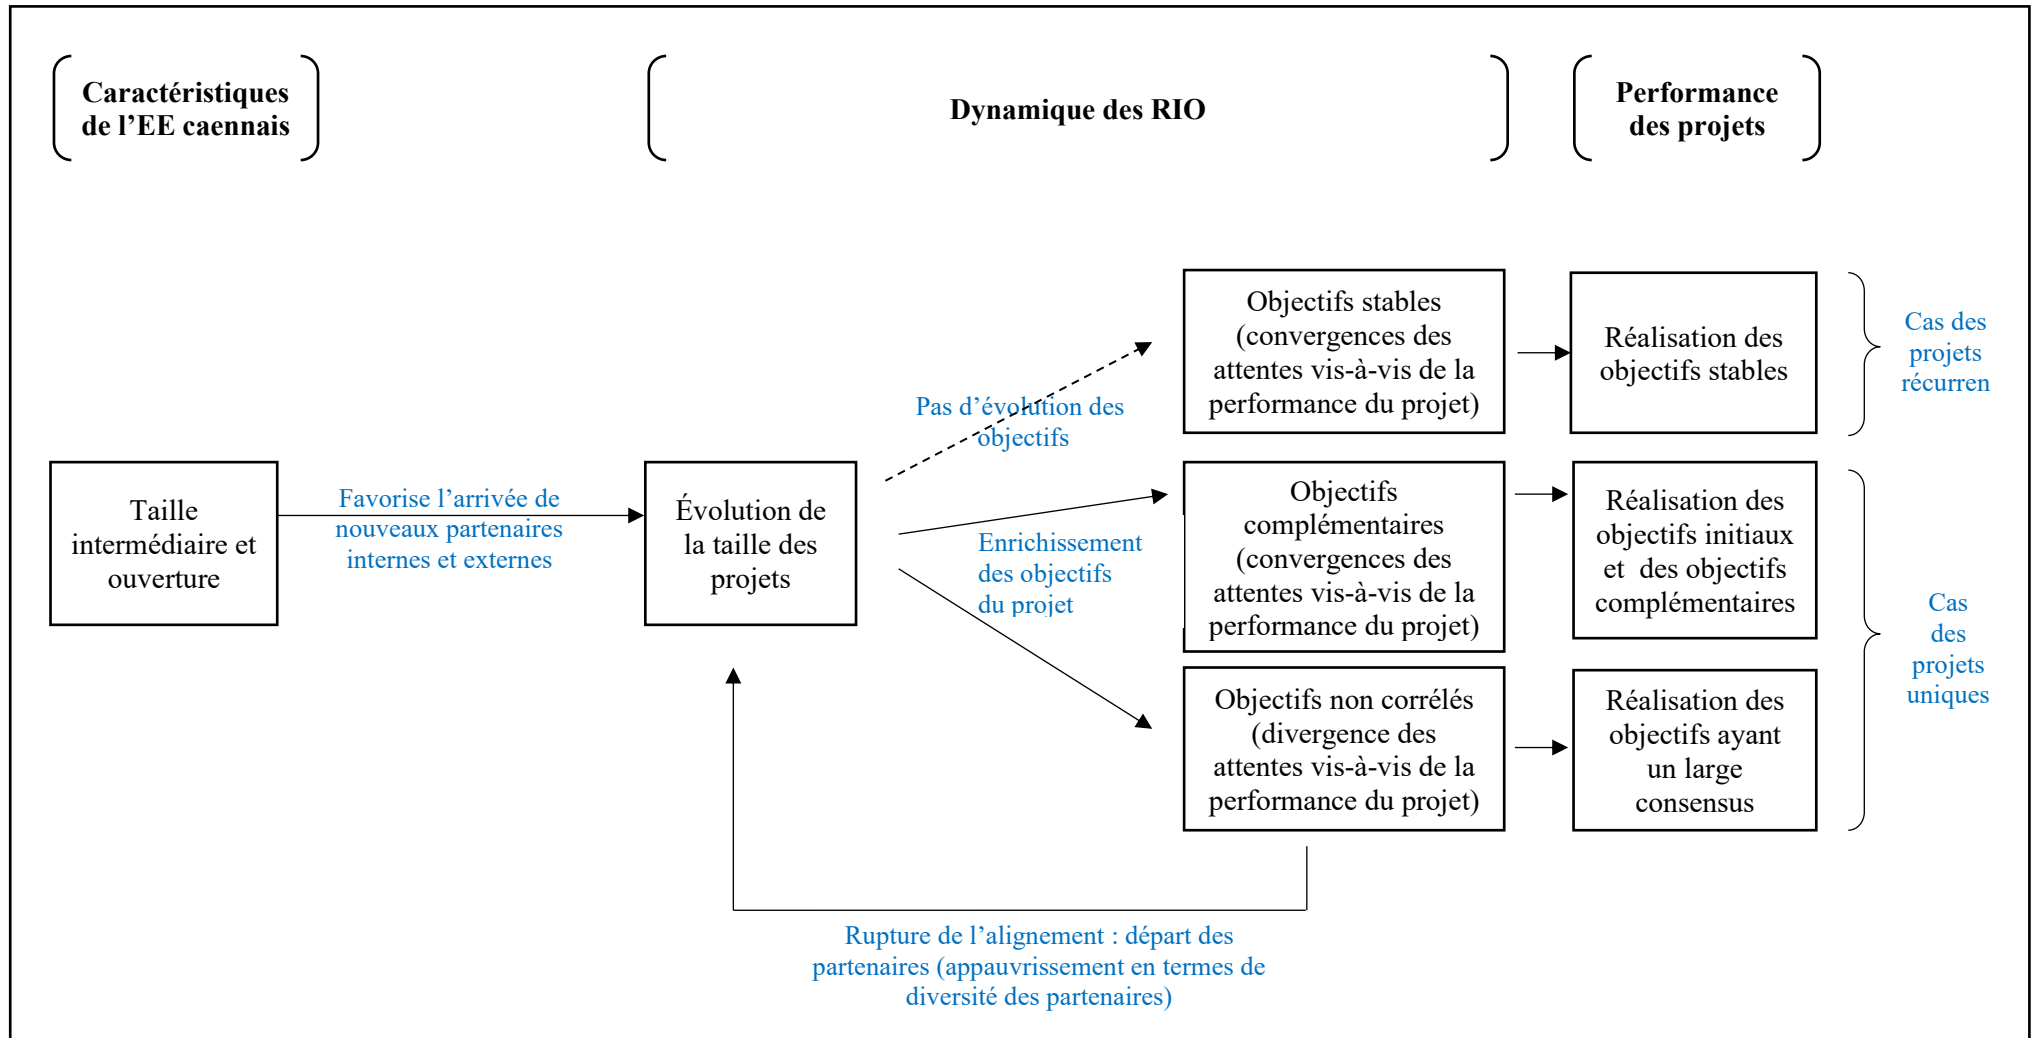 Caractéristiques
de l’EE caennais
Dynamique des RIO
Performance
des projets
Taille
intermédiaire et
ouverture
Favorise l’arrivée de
nouveaux partenaires
internes et externes
Évolution de
la taille des
projets
Pas d’évolution des
objectifs
Enrichissement
des objectifs
du projet
Objectifs stables
(convergences des
attentes vis-à-vis de la
performance du projet)
Réalisation des
objectifs stables
Cas des
projets
récurren
Objectifs
complémentaires
(convergences des
attentes vis-à-vis de la
performance du projet)
Réalisation des
objectifs initiaux
et  des objectifs
complémentaires
Objectifs non corrélés
(divergence des
attentes vis-à-vis de la
performance du projet)
Réalisation des
objectifs ayant
un large
consensus
Cas
des
projets
uniques
Rupture de l’alignement : départ des
partenaires (appauvrissement en termes de
diversité des partenaires)